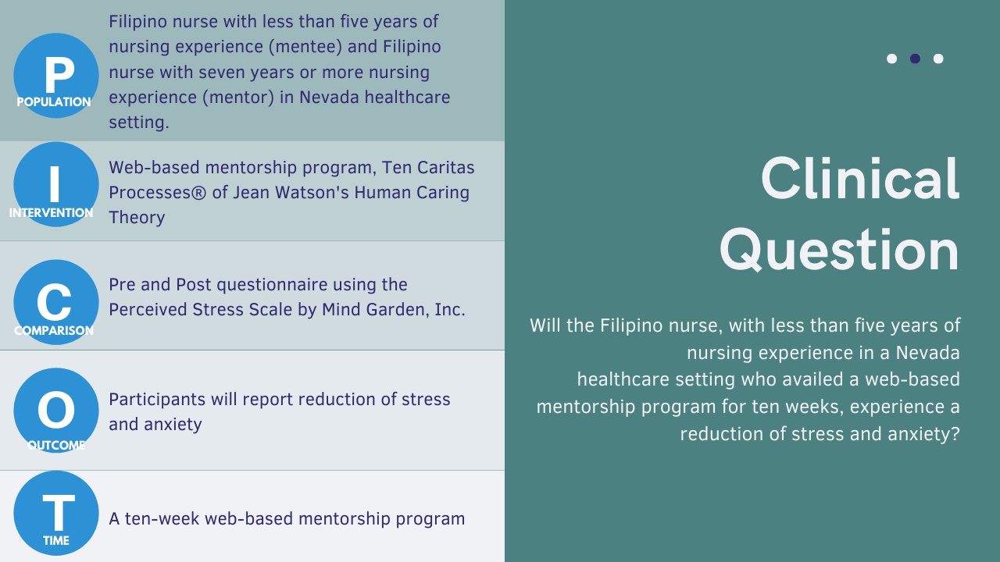 P
POPULATION
Filipino nurse with less than five years of
nursing experience (mentee) and Filipino
nurse with seven years or more nursing
experience (mentor) in Nevada healthcare
setting.
I
INTERVENTION
Web-based mentorship program, Ten Caritas
Processes® of Jean Watson's Human Caring
Theory
C
COMPARISON
Pre and Post questionnaire using the
Perceived Stress Scale by Mind Garden, Inc.
O
OUTCOME
Participants will report reduction of stress
and anxiety
T
TIME
A ten-week web-based mentorship program
Clinical
Question
Will the Filipino nurse, with less than five years of
nursing experience in a Nevada
healthcare setting who availed a web-based
mentorship program for ten weeks, experience a
reduction of stress and anxiety?